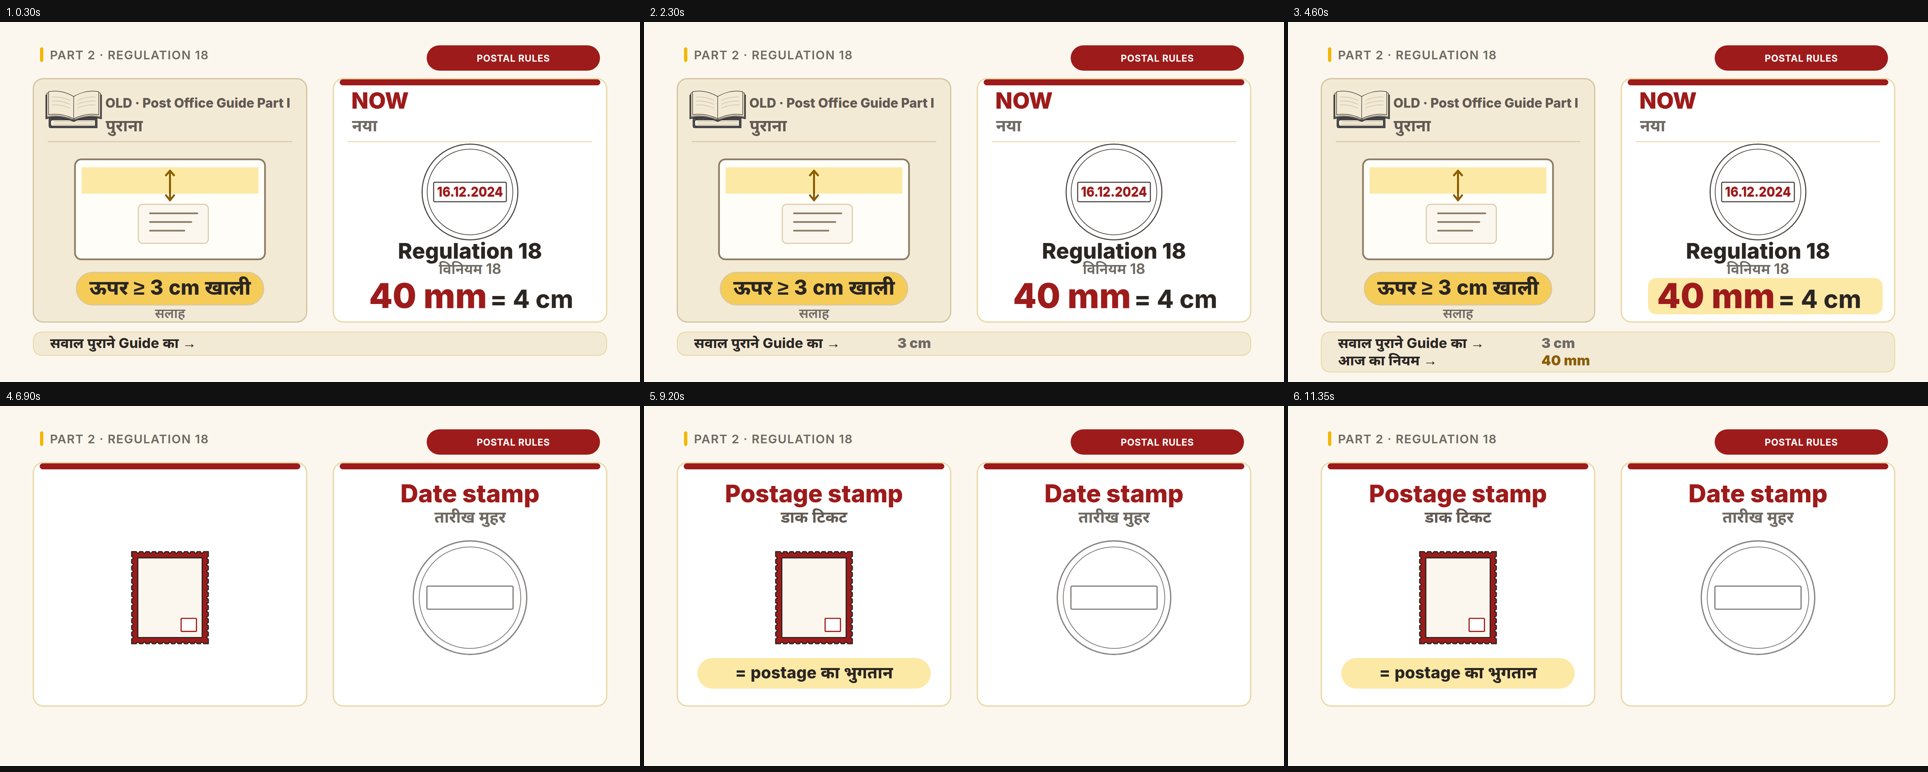 1. 0.30s
PART 2 · REGULATION 18
POSTAL RULES
OLD · Post Office Guide Part I
पुराना
ऊपर ≥ 3 cm खाली
सलाह
NOW
नया
16.12.2024
Regulation 18
विनियम 18
40 mm = 4 cm
सवाल पुराने Guide का →
2. 2.30s
PART 2 · REGULATION 18
POSTAL RULES
OLD · Post Office Guide Part I
पुराना
ऊपर ≥ 3 cm खाली
सलाह
NOW
नया
16.12.2024
Regulation 18
विनियम 18
40 mm = 4 cm
सवाल पुराने Guide का → 3 cm
3. 4.60s
PART 2 · REGULATION 18
POSTAL RULES
OLD · Post Office Guide Part I
पुराना
ऊपर ≥ 3 cm खाली
सलाह
NOW
नया
16.12.2024
Regulation 18
विनियम 18
40 mm = 4 cm
सवाल पुराने Guide का → 3 cm
आज का नियम → 40 mm
4. 6.90s
PART 2 · REGULATION 18
POSTAL RULES
Date stamp
तारीख मुहर
5. 9.20s
PART 2 · REGULATION 18
POSTAL RULES
Postage stamp
डाक टिकट
= postage का भुगतान
Date stamp
तारीख मुहर
6. 11.35s
PART 2 · REGULATION 18
POSTAL RULES
Postage stamp
डाक टिकट
= postage का भुगतान
Date stamp
तारीख मुहर